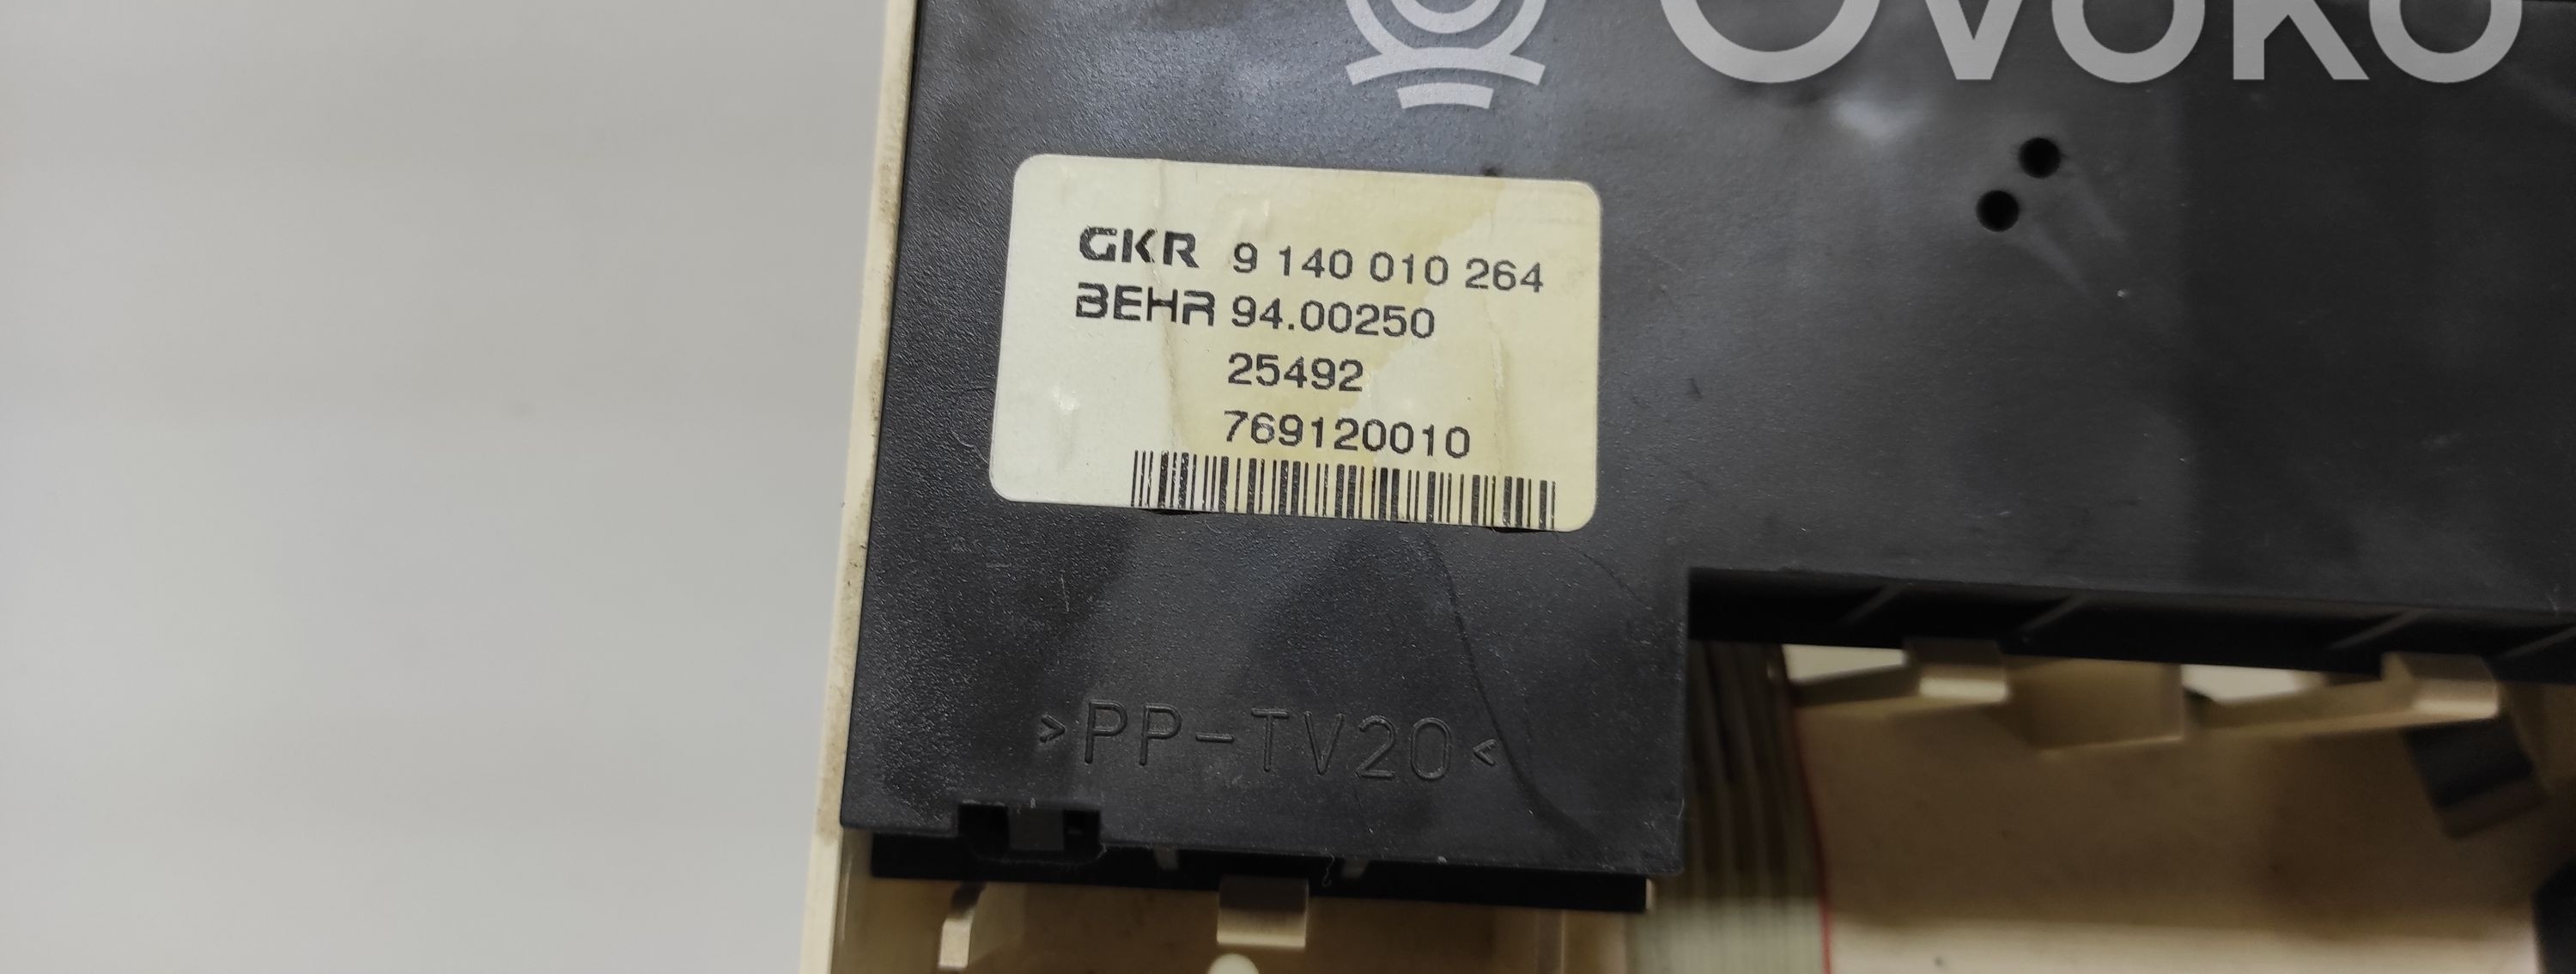 OVOKO
GKR 9 140 010 264
BEHR 94.00250
25492
769120010
>PP-TV20<